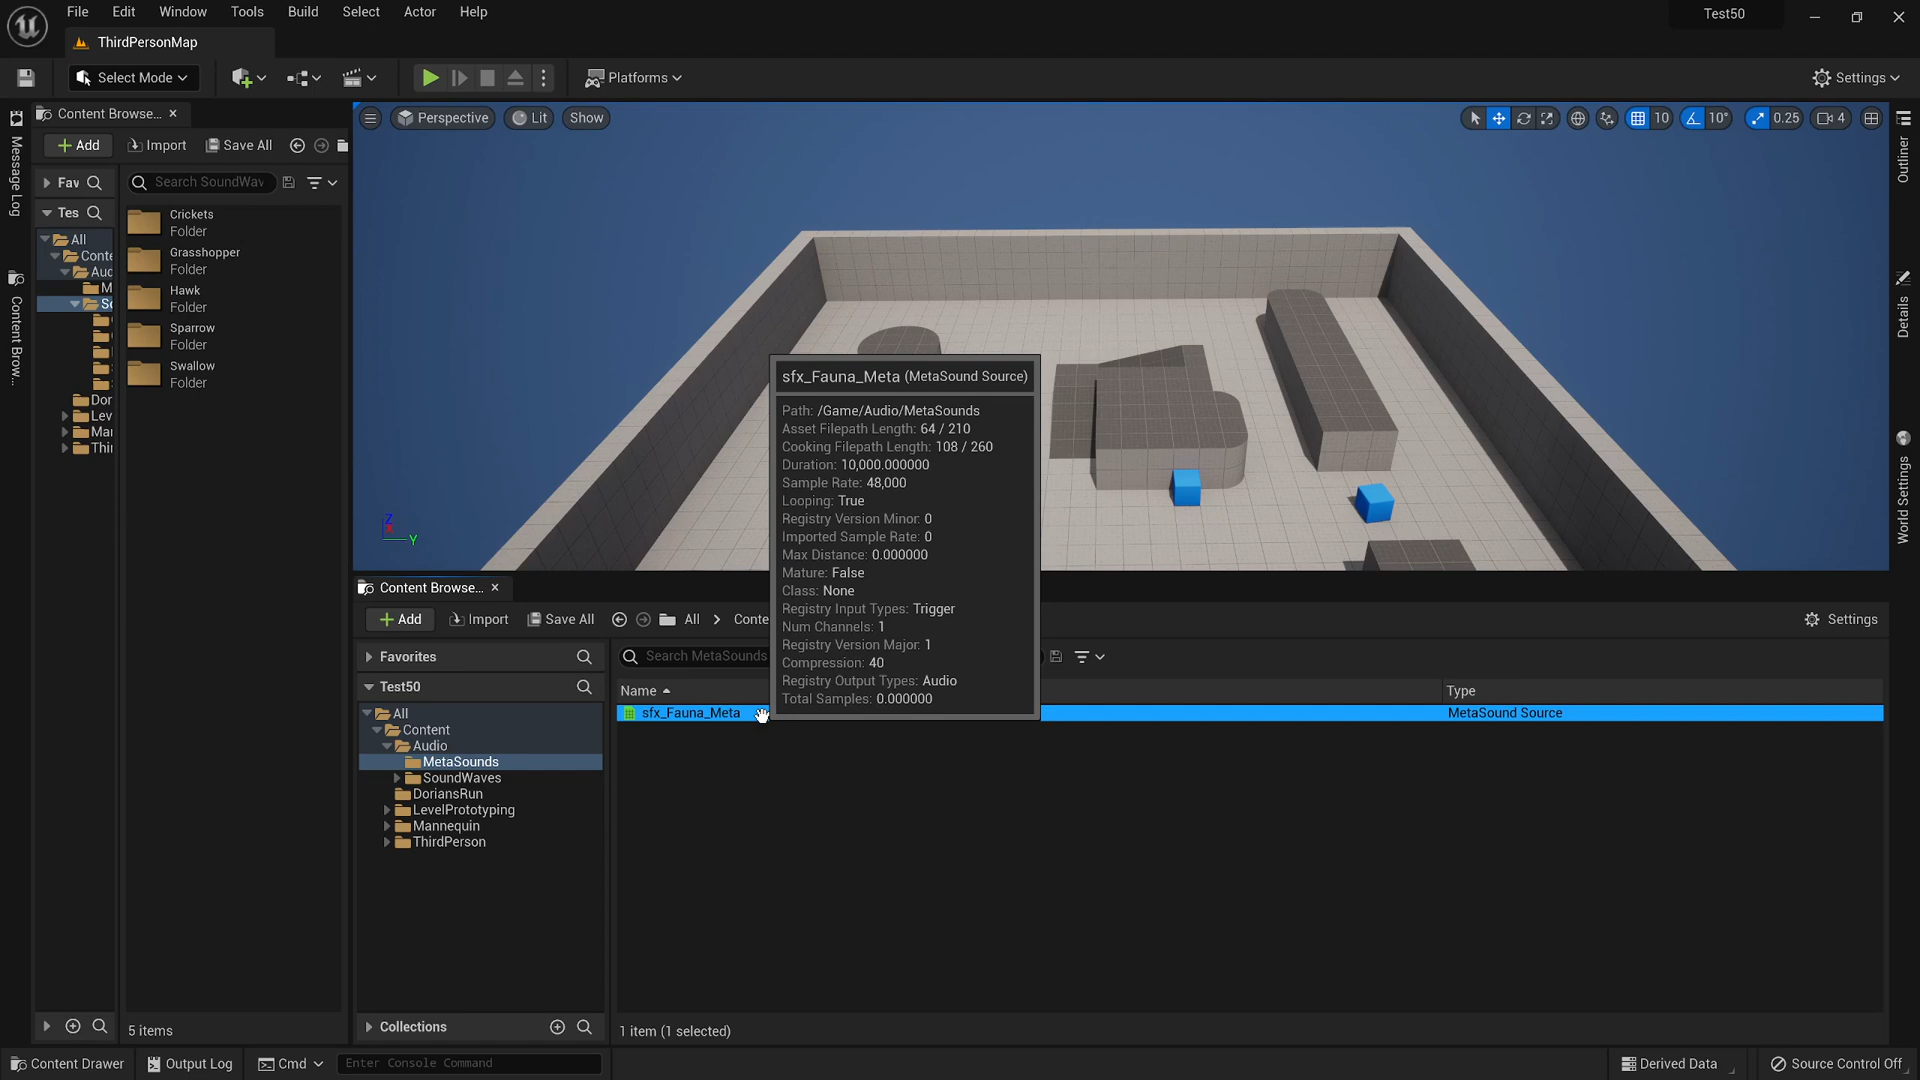 File Edit Window Tools Build Select Actor Help
Test50
ThirdPersonMap
Select Mode
Platforms
Settings
Content Browse...
Add Import Save All
Fav
Search SoundWav
Tes
All
Conte
Auc
M
So
Dor
Lev
Mar
Thi
Crickets
Folder
Grasshopper
Folder
Hawk
Folder
Sparrow
Folder
Swallow
Folder
5 items
Message Log
Content Brow...
Perspective Lit Show
10 10° 0.25 4
Z
Y
Outliner
Details
World Settings
sfx_Fauna_Meta (MetaSound Source)
Path: /Game/Audio/MetaSounds
Asset Filepath Length: 64 / 210
Cooking Filepath Length: 108 / 260
Duration: 10,000.000000
Sample Rate: 48,000
Looping: True
Registry Version Minor: 0
Imported Sample Rate: 0
Max Distance: 0.000000
Mature: False
Class: None
Registry Input Types: Trigger
Num Channels: 1
Registry Version Major: 1
Compression: 40
Registry Output Types: Audio
Total Samples: 0.000000
Content Browse...
Add Import Save All All > Conte
Settings
Favorites
Test50
All
Content
Audio
MetaSounds
SoundWaves
DoriansRun
LevelPrototyping
Mannequin
ThirdPerson
Collections
Search MetaSounds
Name Type
sfx_Fauna_Meta MetaSound Source
1 item (1 selected)
Content Drawer Output Log Cmd Enter Console Command
Derived Data Source Control Off